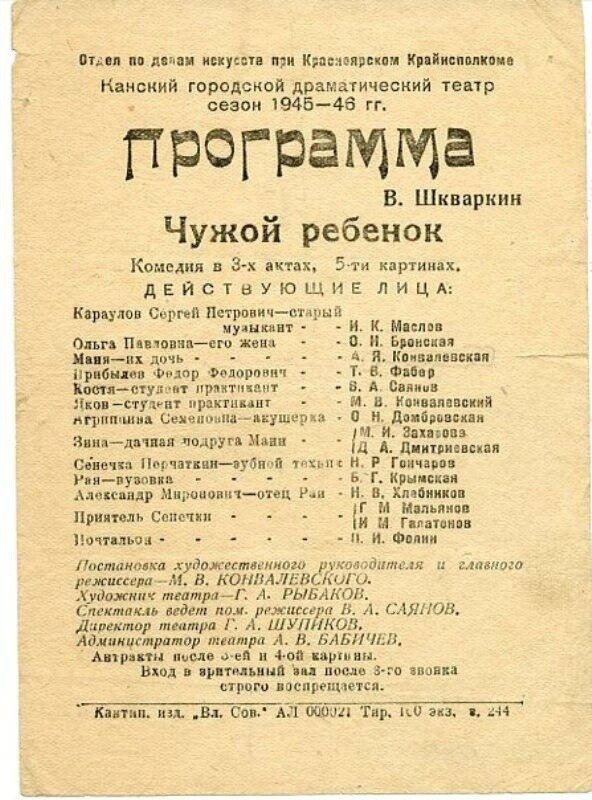 Отдел по делам искусств при Красноярском Крайисполкоме
Канский городской драматический театр
сезон 1945—46 гг.
Программа
В. Шкваркин
Чужой ребенок
Комедия в 3-х актах, 5-ти картинах.
ДЕЙСТВУЮЩИЕ ЛИЦА:
Караулов Сергей Петрович—старый
музыкант - - И. К. Маслов
Ольга Павловна—его жена - - О. И. Бронская
Маня—их дочь - - - - - А. Я. Конвалевская
Прибылев Федор Федорович - - Т. В. Фабер
Костя—студент практикант - - В. А. Саянов
Яков—студент практикант - - М. В. Конвалевский
Агриппина Семеновна—акушерка - О. Н. Домбровская
Зина—дачная подруга Мани - - М. И. Захарова
Д. А. Дмитриевская
Сенечка Перчаткин—зубной техник Н. Р. Гончаров
Рая—вузовка - - - - - Б. Г. Крымская
Александр Миронович—отец Раи - Н. В. Хлебников
Приятель Сенечки - - - - Г. М. Мальянов
И. М. Галатонов
Почтальон - - - - - П. И. Фолин
Постановка художественного руководителя и главного
режиссера—М. В. КОНВАЛЕВСКОГО.
Художник театра—Г. А. РЫБАКОВ.
Спектакль ведет пом. режиссера В. А. САЯНОВ.
Директор театра Г. А. ШУПИКОВ.
Администратор театра А. В. БАБИЧЕВ.
Антракты после 3-ей и 4-ой картины.
Вход в зрительный зал после 3-го звонка
строго воспрещается.
Кантип. изд. „Вл. Сов.“ АЛ 000021 Тир. 100 экз. з. 244